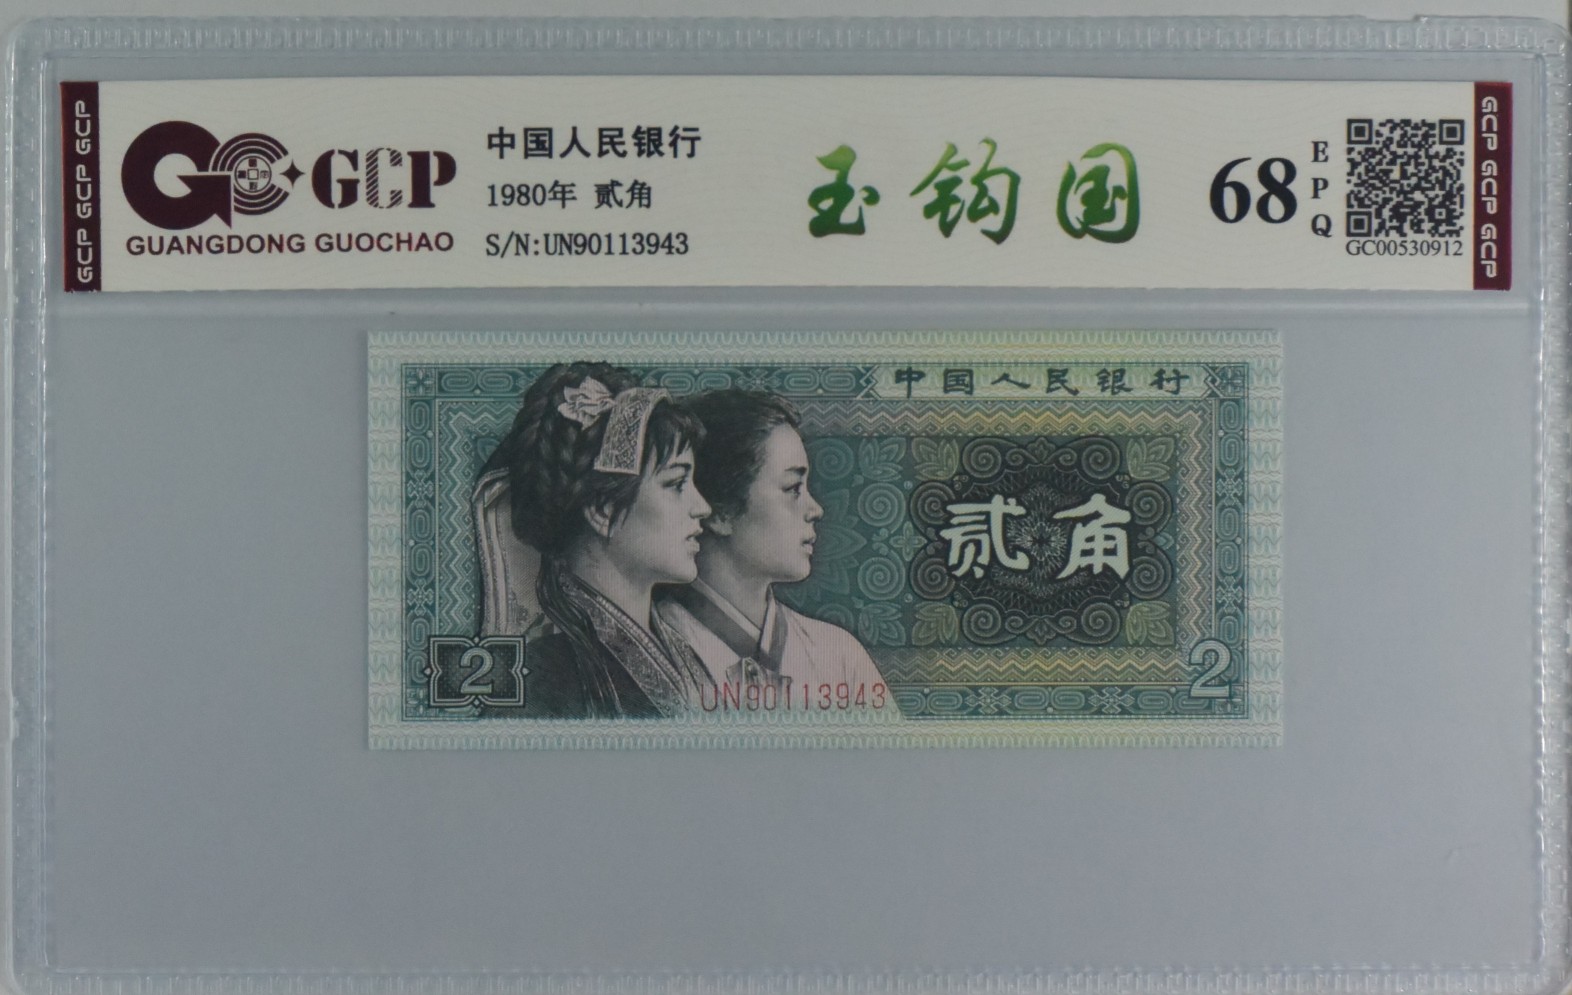 GCP GCP GCP
GCP
GUANGDONG GUOCHAO
中国人民银行
1980年 贰角
S/N:UN90113943
玉钩国
68
EPQ
GC00530912
GCP GCP GCP
中国人民银行
贰角
2
2
UN90113943